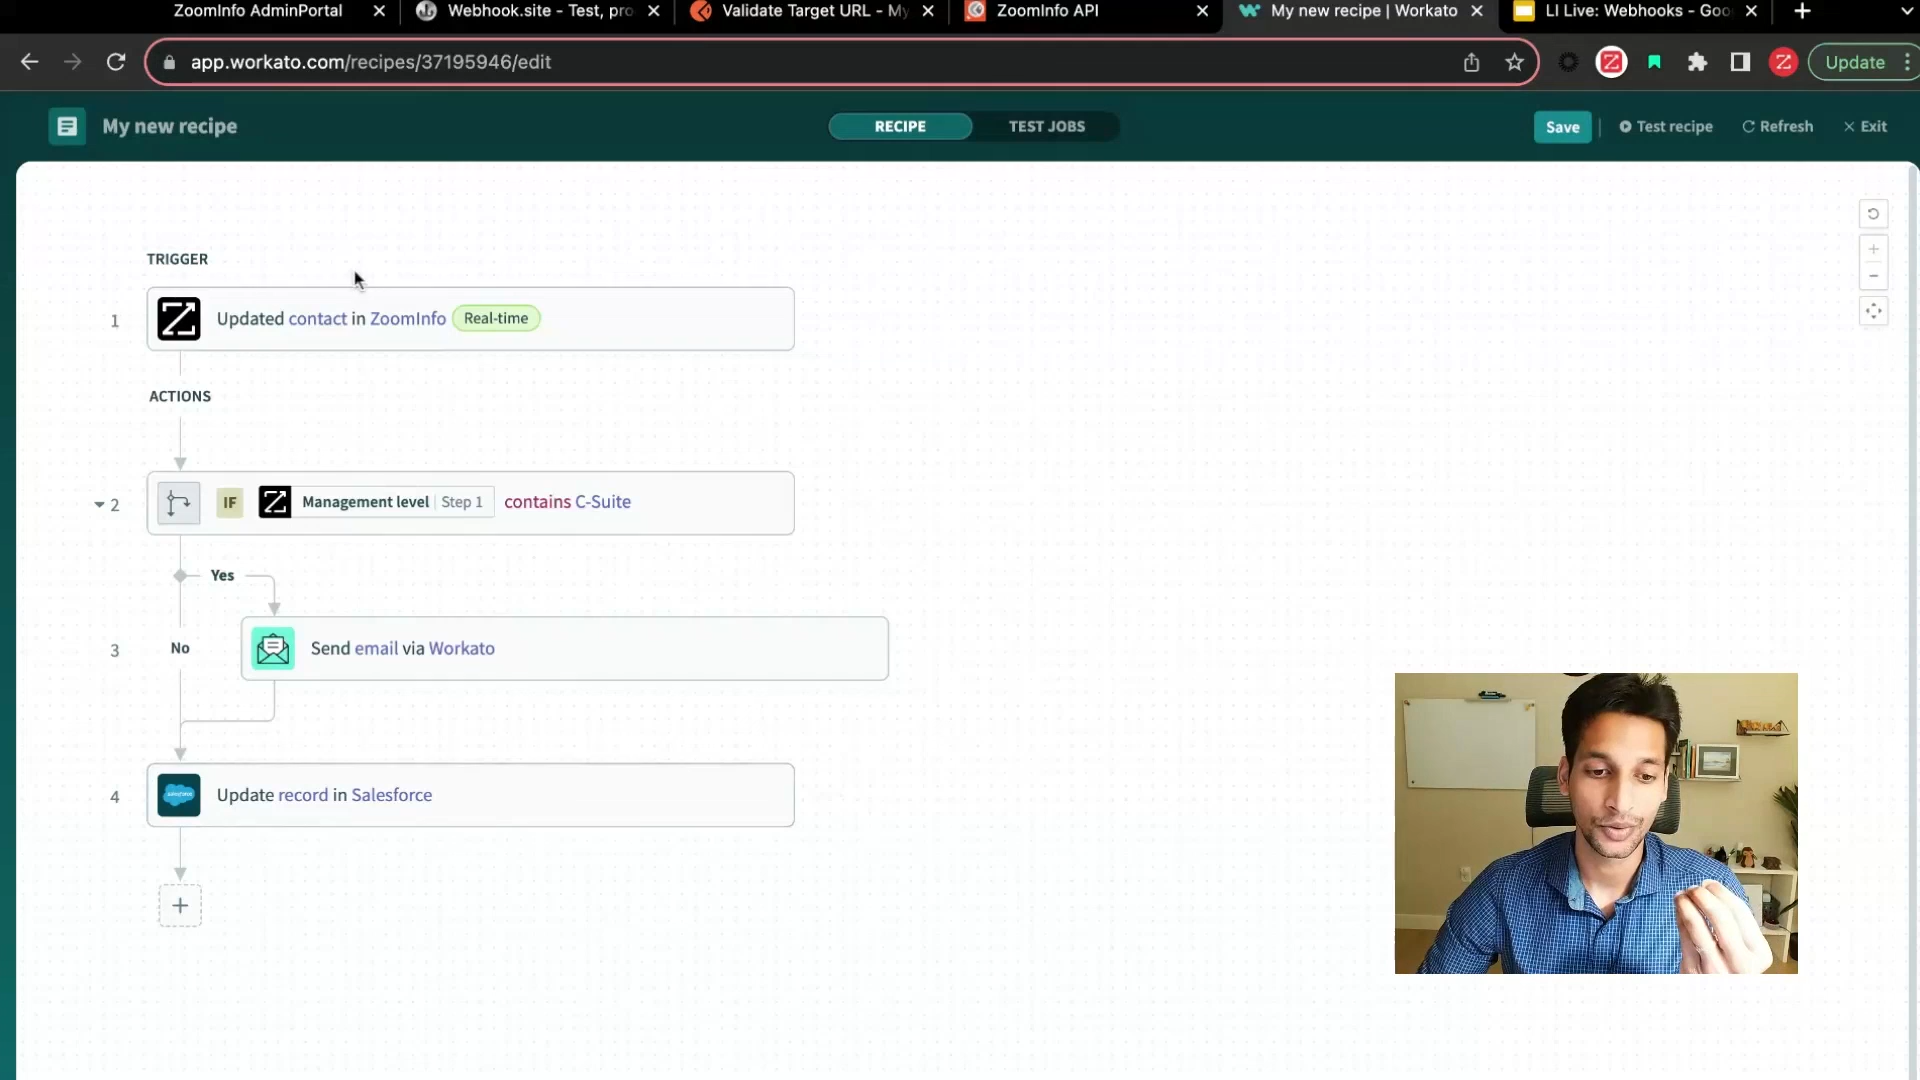 ZoomInfo AdminPortal
Webhook.site - Test, pro
Validate Target URL - My
ZoomInfo API
My new recipe | Workato
LI Live: Webhooks - Goo
app.workato.com/recipes/37195946/edit
Update
My new recipe
RECIPE
TEST JOBS
Save
Test recipe
Refresh
Exit
TRIGGER
1
Updated contact in ZoomInfo
Real-time
ACTIONS
2
IF
Management level | Step 1
contains C-Suite
Yes
3
No
Send email via Workato
4
Update record in Salesforce